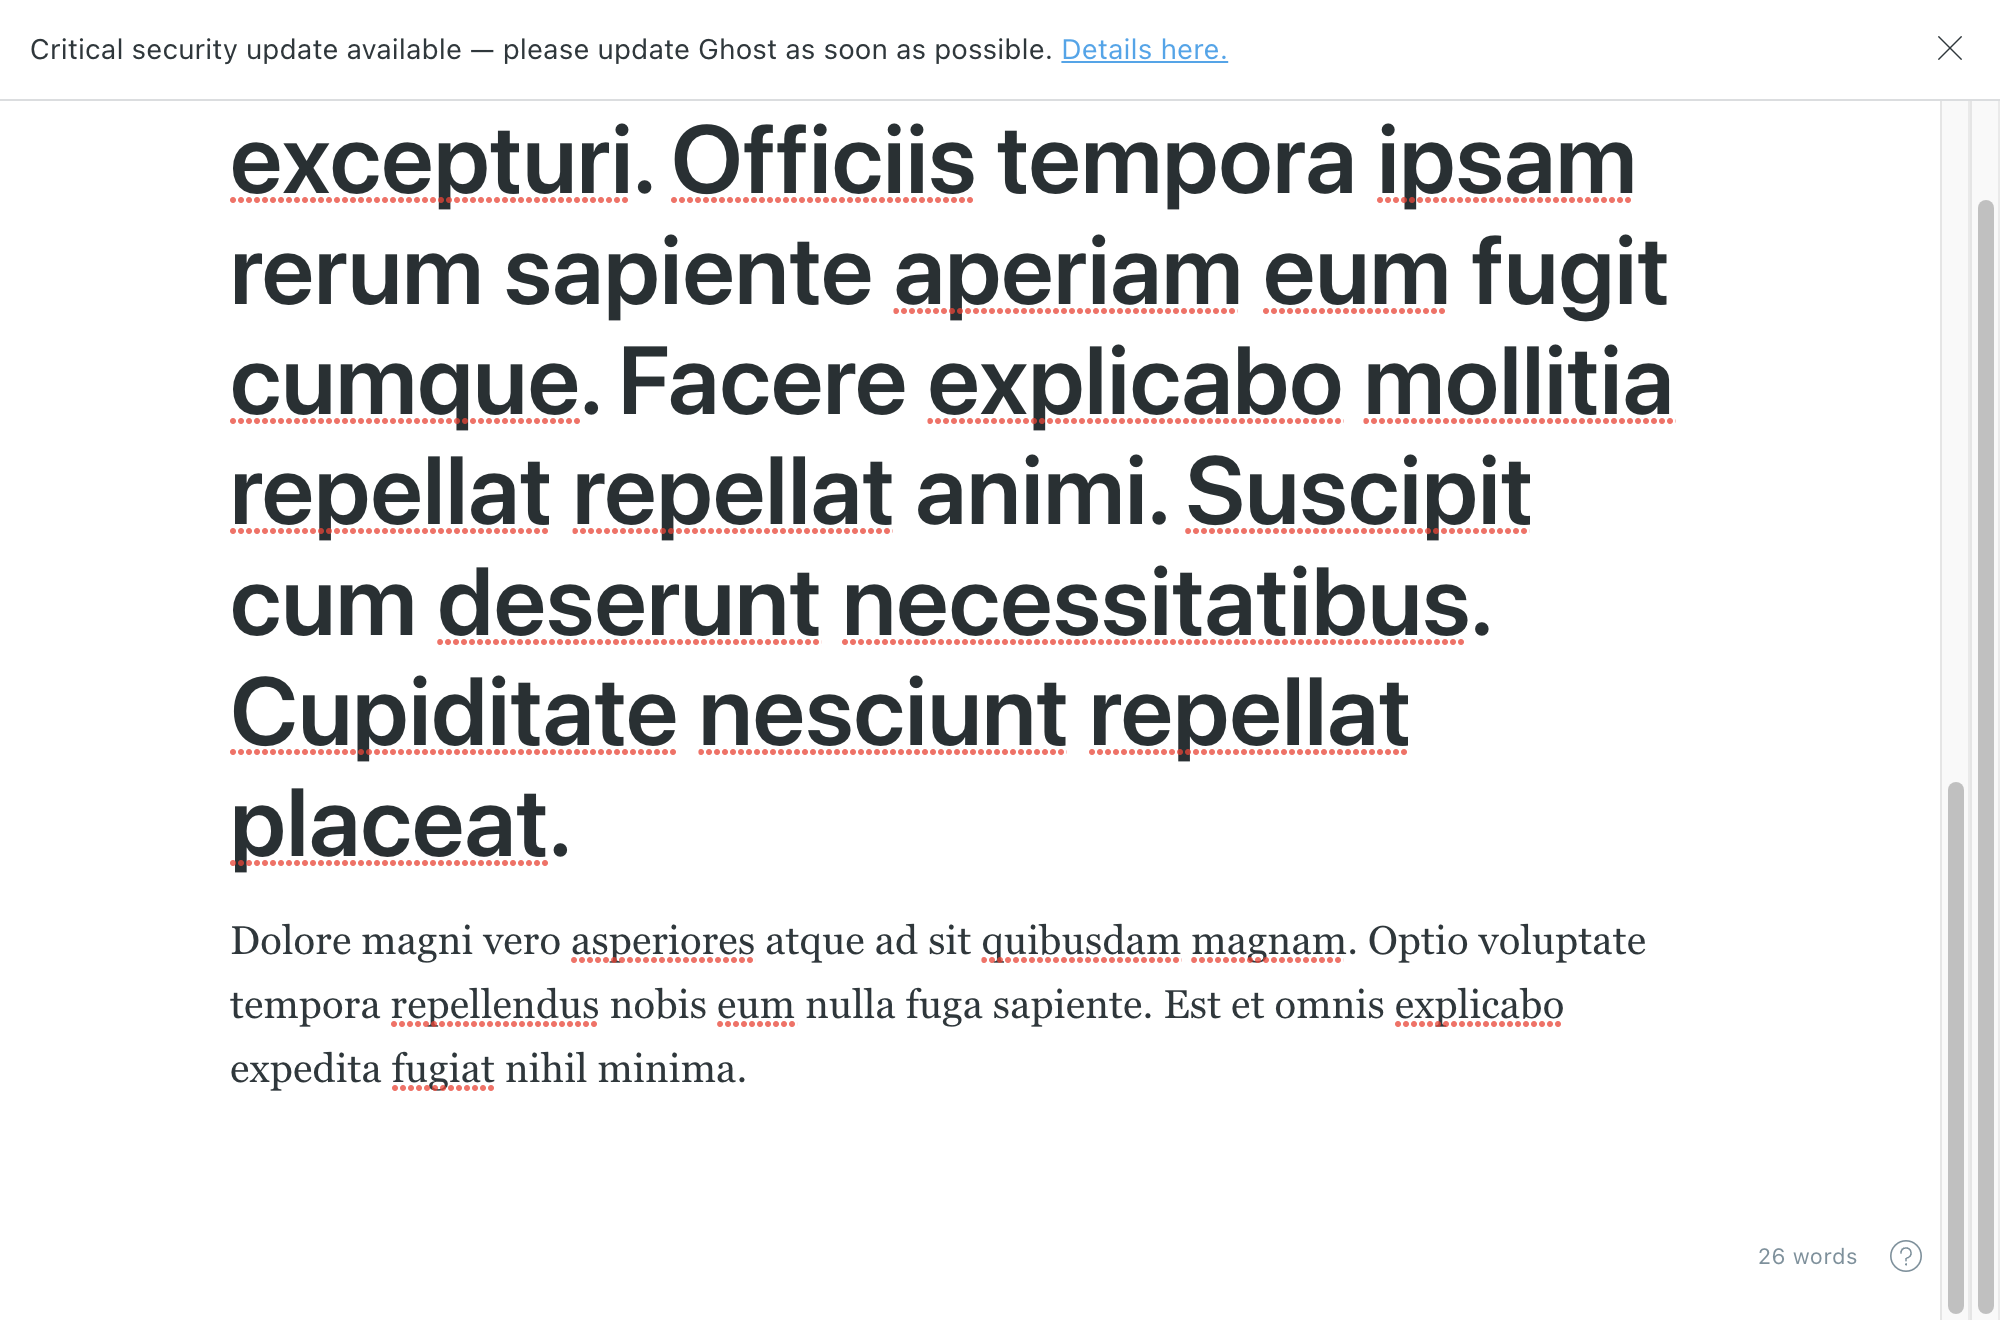 Critical security update available — please update Ghost as soon as possible. Details here.
excepturi. Officiis tempora ipsam
rerum sapiente aperiam eum fugit
cumque. Facere explicabo mollitia
repellat repellat animi. Suscipit
cum deserunt necessitatibus.
Cupiditate nesciunt repellat
placeat.
Dolore magni vero asperiores atque ad sit quibusdam magnam. Optio voluptate
tempora repellendus nobis eum nulla fuga sapiente. Est et omnis explicabo
expedita fugiat nihil minima.
26 words ?